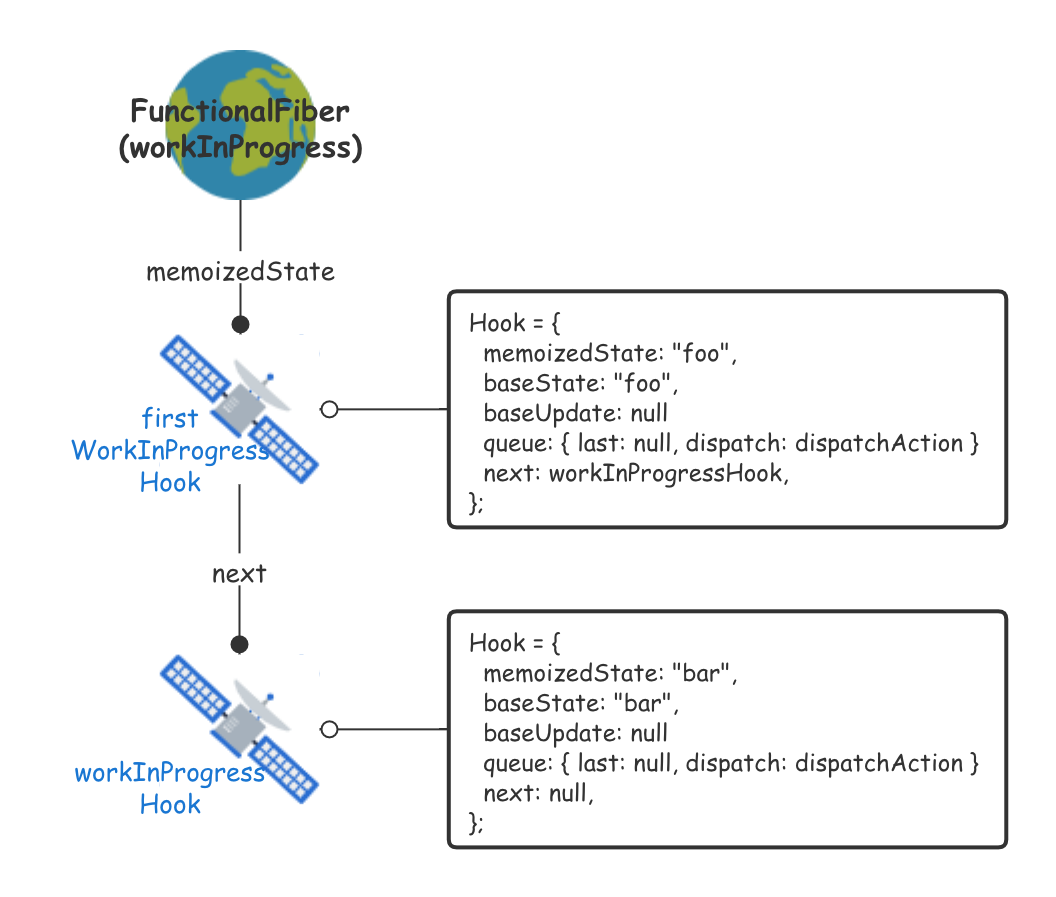 FunctionalFiber
(workInProgress)
memoizedState
first
WorkInProgress
Hook
Hook = {
memoizedState: "foo",
baseState: "foo",
baseUpdate: null
queue: { last: null, dispatch: dispatchAction }
next: workInProgressHook,
};
next
workInProgress
Hook
Hook = {
memoizedState: "bar",
baseState: "bar",
baseUpdate: null
queue: { last: null, dispatch: dispatchAction }
next: null,
};